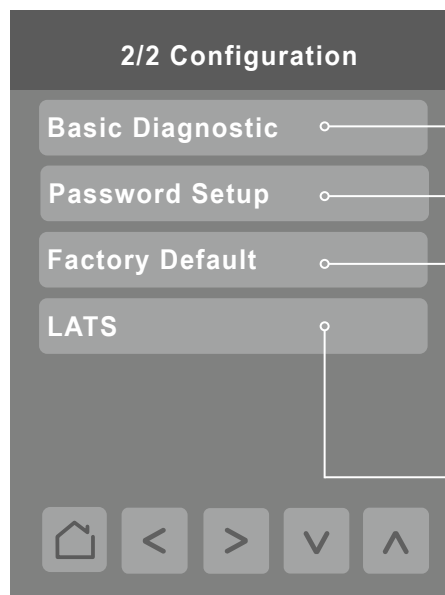 2/2 Configuration
Basic Diagnostic
Password Setup
Factory Default
LATS